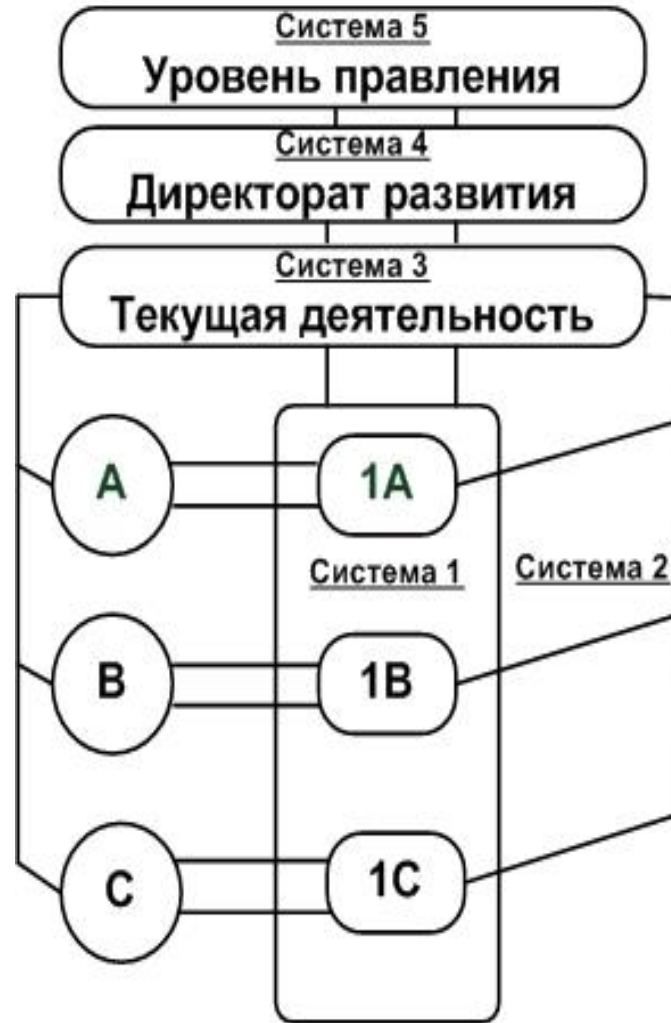 Система 5
Уровень правления
Система 4
Директорат развития
Система 3
Текущая деятельность
A
1A
Система 1
Система 2
B
1B
C
1C